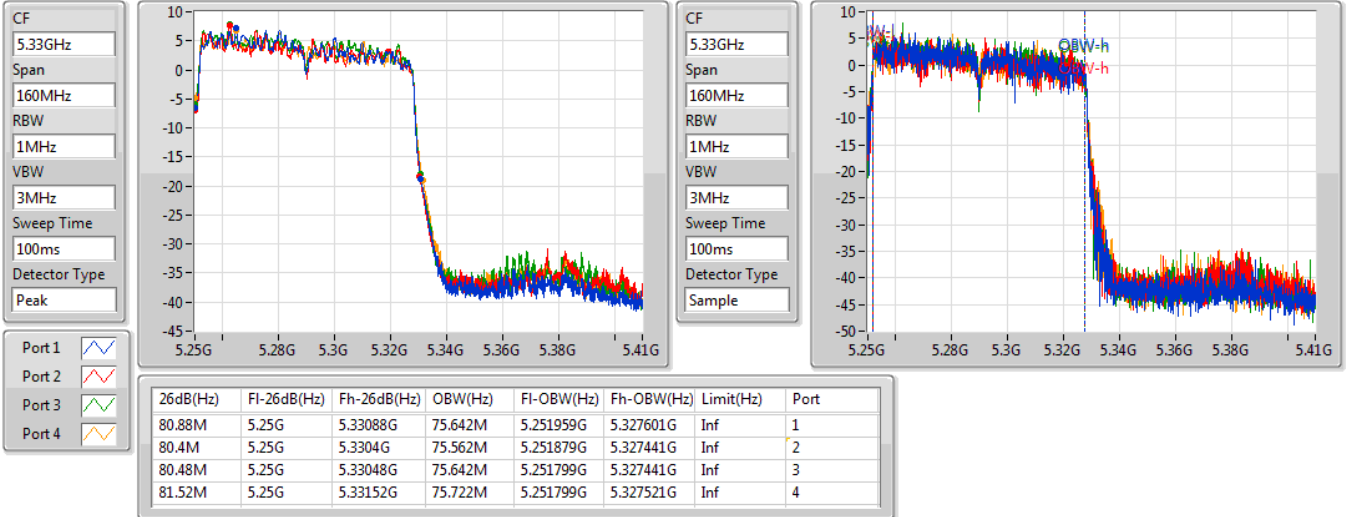 CF
5.33GHz
Span
160MHz
RBW
1MHz
VBW
3MHz
Sweep Time
100ms
Detector Type
Peak
10
5
0
-5
-10
-15
-20
-25
-30
-35
-40
-45
5.25G 5.28G 5.3G 5.32G 5.34G 5.36G 5.38G 5.41G
CF
5.33GHz
Span
160MHz
RBW
1MHz
VBW
3MHz
Sweep Time
100ms
Detector Type
Sample
10
5
0
-5
-10
-15
-20
-25
-30
-35
-40
-45
-50
OBW-h
OBW-h
5.25G 5.28G 5.3G 5.32G 5.34G 5.36G 5.38G 5.41G
Port 1
Port 2
Port 3
Port 4
26dB(Hz) Fl-26dB(Hz) Fh-26dB(Hz) OBW(Hz) Fl-OBW(Hz) Fh-OBW(Hz) Limit(Hz) Port
80.88M 5.25G 5.33088G 75.642M 5.251959G 5.327601G Inf 1
80.4M 5.25G 5.3304G 75.562M 5.251879G 5.327441G Inf 2
80.48M 5.25G 5.33048G 75.642M 5.251799G 5.327441G Inf 3
81.52M 5.25G 5.33152G 75.722M 5.251799G 5.327521G Inf 4